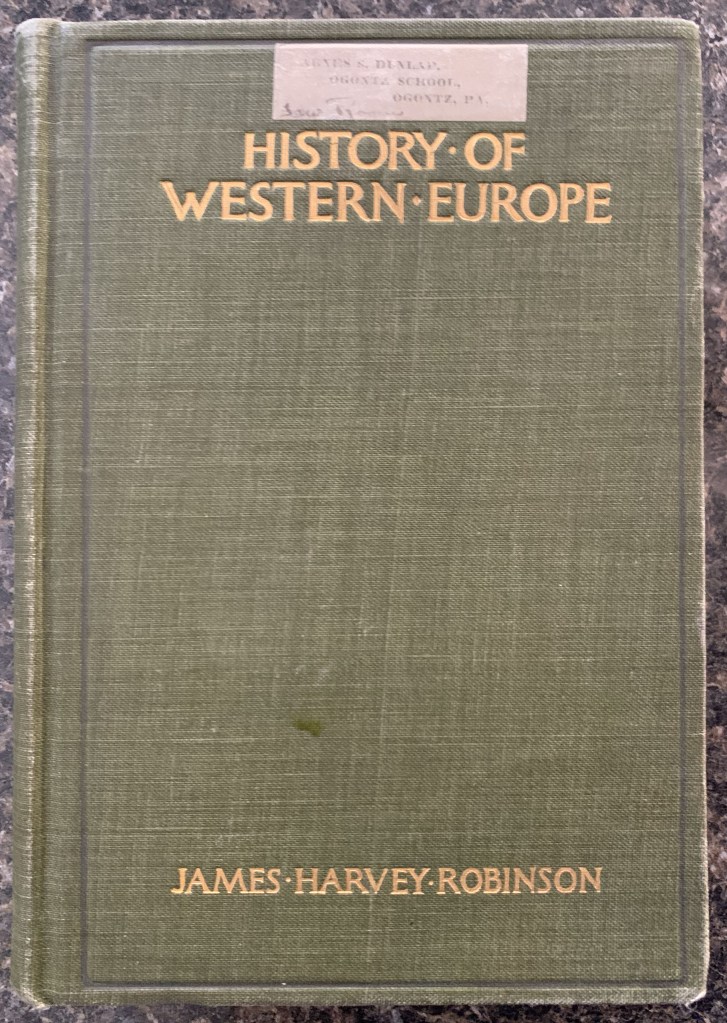 AGNES S. DUNLAP,
OGONTZ SCHOOL,
OGONTZ, PA.
HISTORY·OF
WESTERN·EUROPE
JAMES·HARVEY·ROBINSON